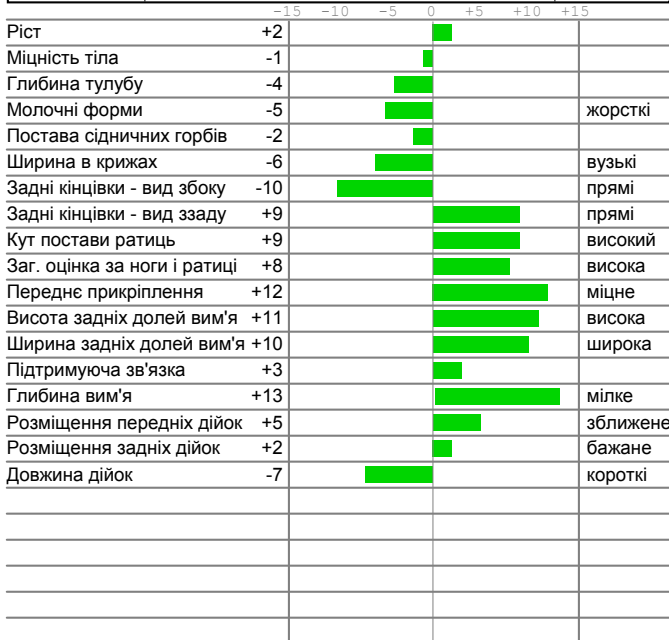 -15 -10 -5 0 +5 +10 +15
Ріст +2
Міцність тіла -1
Глибина тулубу -4
Молочні форми -5 жорсткі
Постава сідничних горбів -2
Ширина в крижах -6 вузькі
Задні кінцівки - вид збоку -10 прямі
Задні кінцівки - вид ззаду +9 прямі
Кут постави ратиць +9 високий
Заг. оцінка за ноги і ратиці +8 висока
Переднє прикріплення +12 міцне
Висота задніх долей вим'я +11 висока
Ширина задніх долей вим'я +10 широка
Підтримуюча зв'язка +3
Глибина вим'я +13 мілке
Розміщення передніх дійок +5 зближене
Розміщення задніх дійок +2 бажане
Довжина дійок -7 короткі